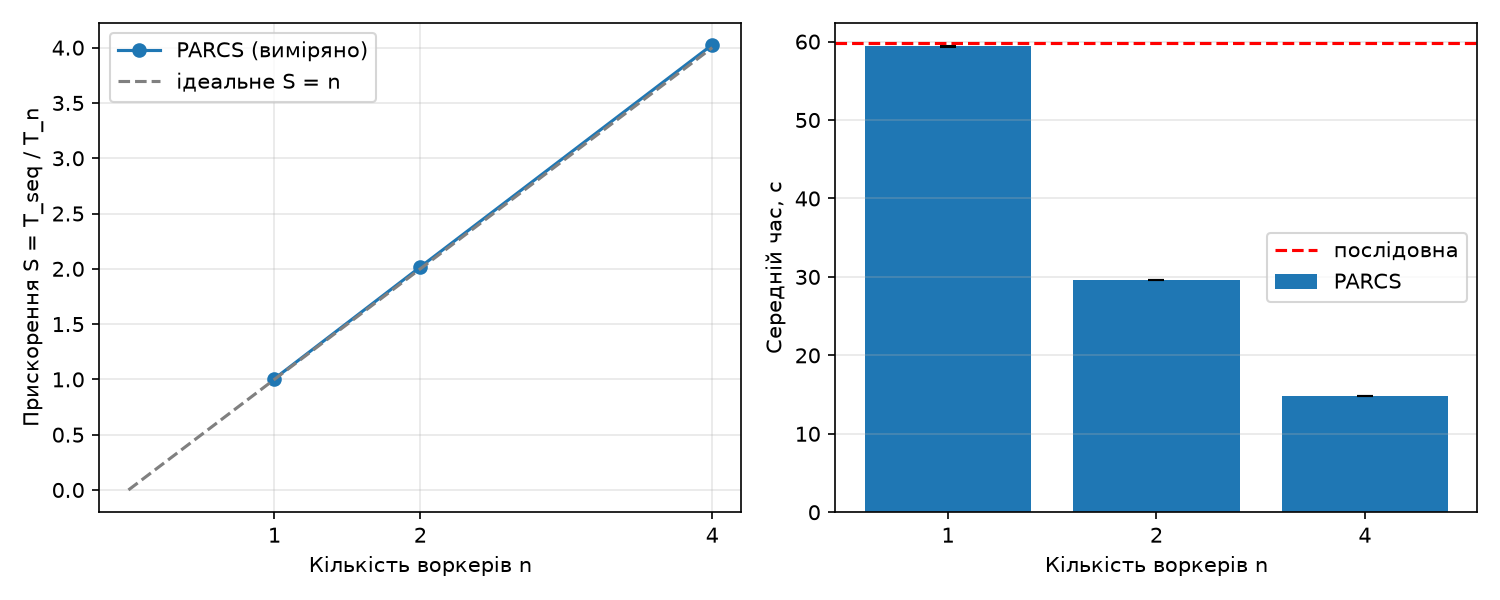 PARCS (виміряно)
ідеальне S = n
Прискорення S = T_seq / T_n
4.0
3.5
3.0
2.5
2.0
1.5
1.0
0.5
0.0
1
2
4
Кількість воркерів n
Середній час, с
60
50
40
30
20
10
0
послідовна
PARCS
1
2
4
Кількість воркерів n